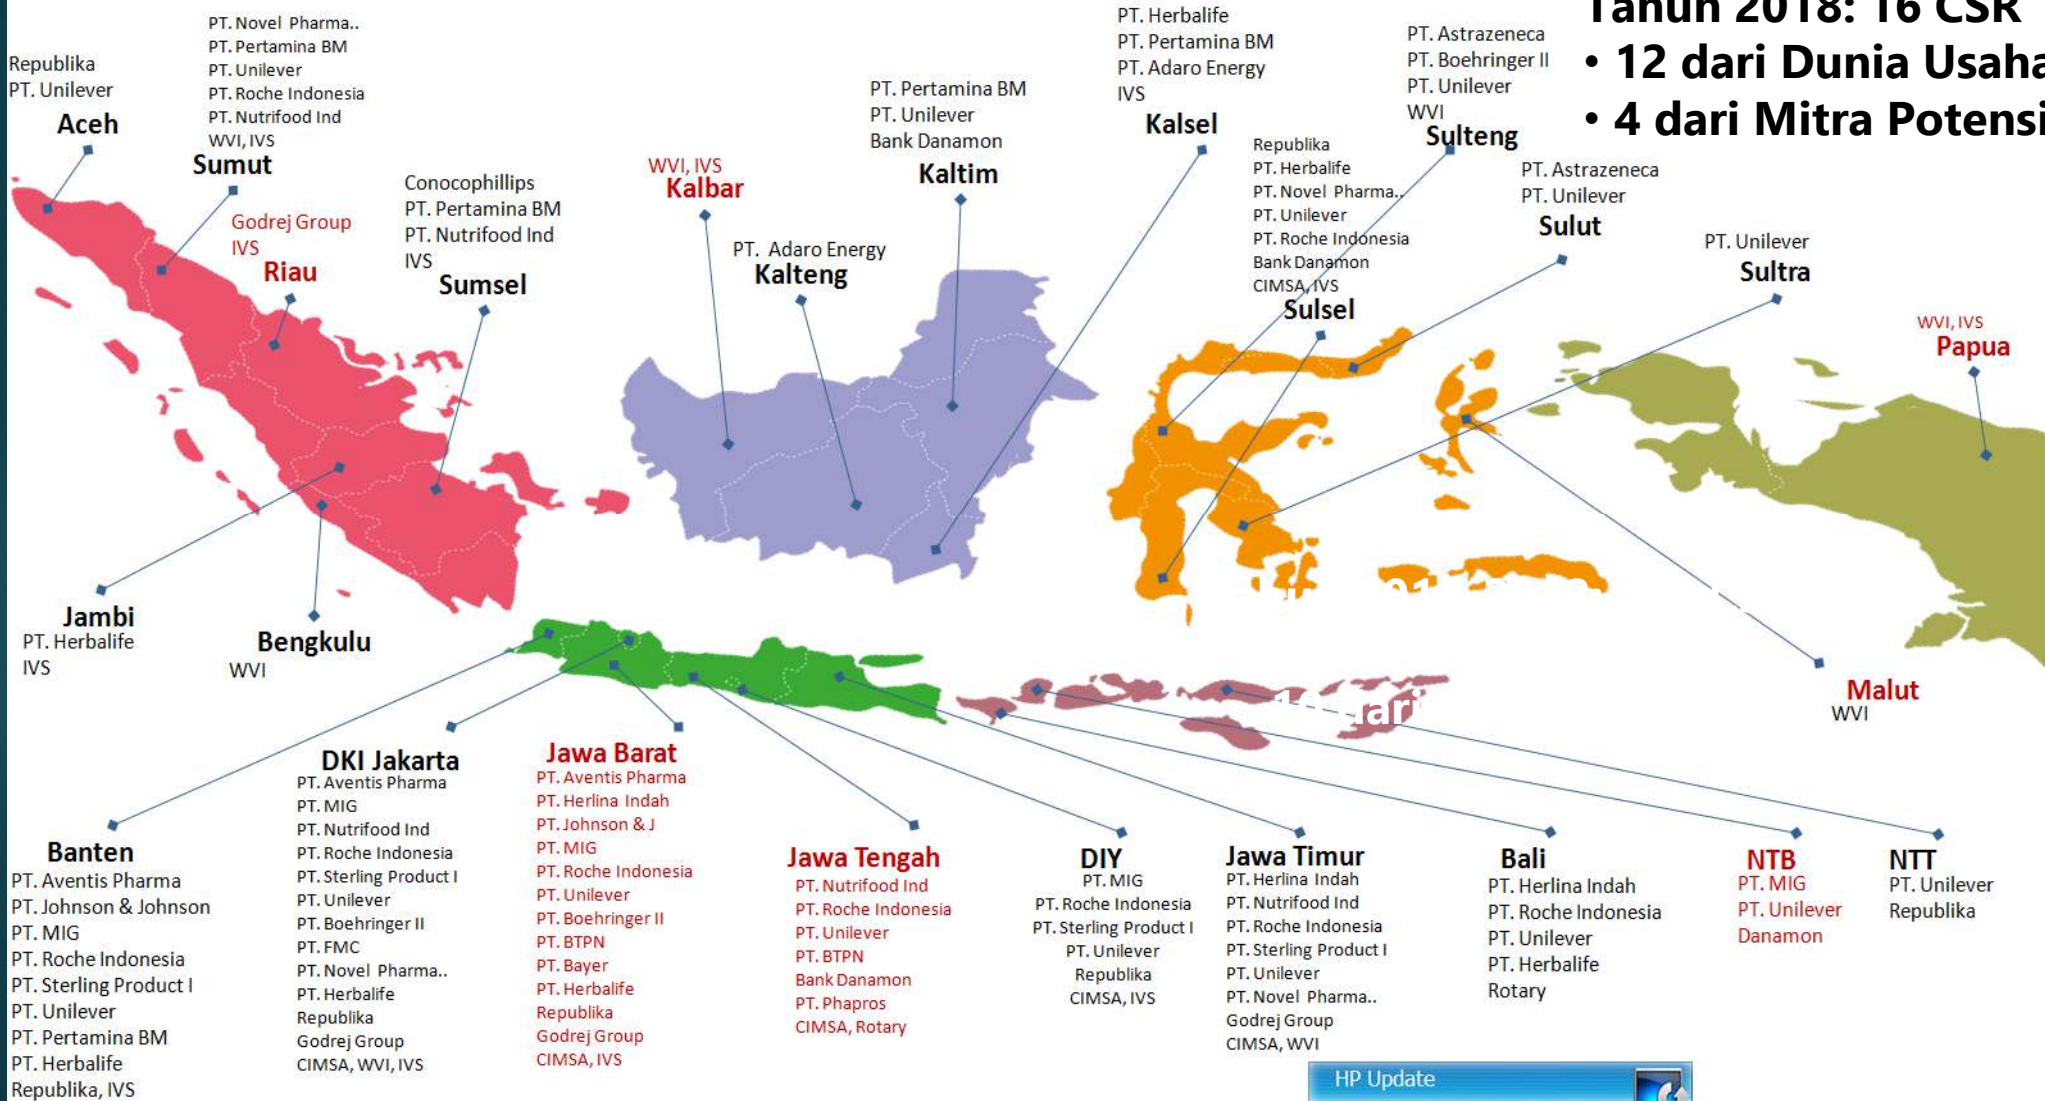 Tahun 2018: 16 CSR
• 12 dari Dunia Usaha
• 4 dari Mitra Potensi
Republika
PT. Unilever
Aceh
PT. Novel Pharma..
PT. Pertamina BM
PT. Unilever
PT. Roche Indonesia
PT. Nutrifood Ind
WVI, IVS
Sumut
Godrej Group
IVS
Riau
Conocophillips
PT. Pertamina BM
PT. Nutrifood Ind
IVS
Sumsel
WVI, IVS
Kalbar
PT. Adaro Energy
Kalteng
PT. Pertamina BM
PT. Unilever
Bank Danamon
Kaltim
PT. Herbalife
PT. Pertamina BM
PT. Adaro Energy
IVS
Kalsel
Republika
PT. Herbalife
PT. Novel Pharma..
PT. Unilever
PT. Roche Indonesia
Bank Danamon
CIMSA, IVS
Sulsel
PT. Astrazeneca
PT. Boehringer II
PT. Unilever
WVI
Sulteng
PT. Astrazeneca
PT. Unilever
Sulut
PT. Unilever
Sultra
WVI, IVS
Papua
Jambi
PT. Herbalife
IVS
Bengkulu
WVI
Malut
WVI
dari
Banten
PT. Aventis Pharma
PT. Johnson & Johnson
PT. MIG
PT. Roche Indonesia
PT. Sterling Product I
PT. Unilever
PT. Pertamina BM
PT. Herbalife
Republika, IVS
DKI Jakarta
PT. Aventis Pharma
PT. MIG
PT. Nutrifood Ind
PT. Roche Indonesia
PT. Sterling Product I
PT. Unilever
PT. Boehringer II
PT. FMC
PT. Novel Pharma..
PT. Herbalife
Republika
Godrej Group
CIMSA, WVI, IVS
Jawa Barat
PT. Aventis Pharma
PT. Herlina Indah
PT. Johnson & J
PT. MIG
PT. Roche Indonesia
PT. Unilever
PT. Boehringer II
PT. BTPN
PT. Bayer
PT. Herbalife
Republika
Godrej Group
CIMSA, IVS
Jawa Tengah
PT. Nutrifood Ind
PT. Roche Indonesia
PT. Unilever
PT. BTPN
Bank Danamon
PT. Phapros
CIMSA, Rotary
DIY
PT. MIG
PT. Roche Indonesia
PT. Sterling Product I
PT. Unilever
Republika
CIMSA, IVS
Jawa Timur
PT. Herlina Indah
PT. Nutrifood Ind
PT. Roche Indonesia
PT. Sterling Product I
PT. Unilever
PT. Novel Pharma..
Godrej Group
CIMSA, WVI
Bali
PT. Herlina Indah
PT. Roche Indonesia
PT. Unilever
PT. Herbalife
Rotary
NTB
PT. MIG
PT. Unilever
Danamon
NTT
PT. Unilever
Republika
HP Update